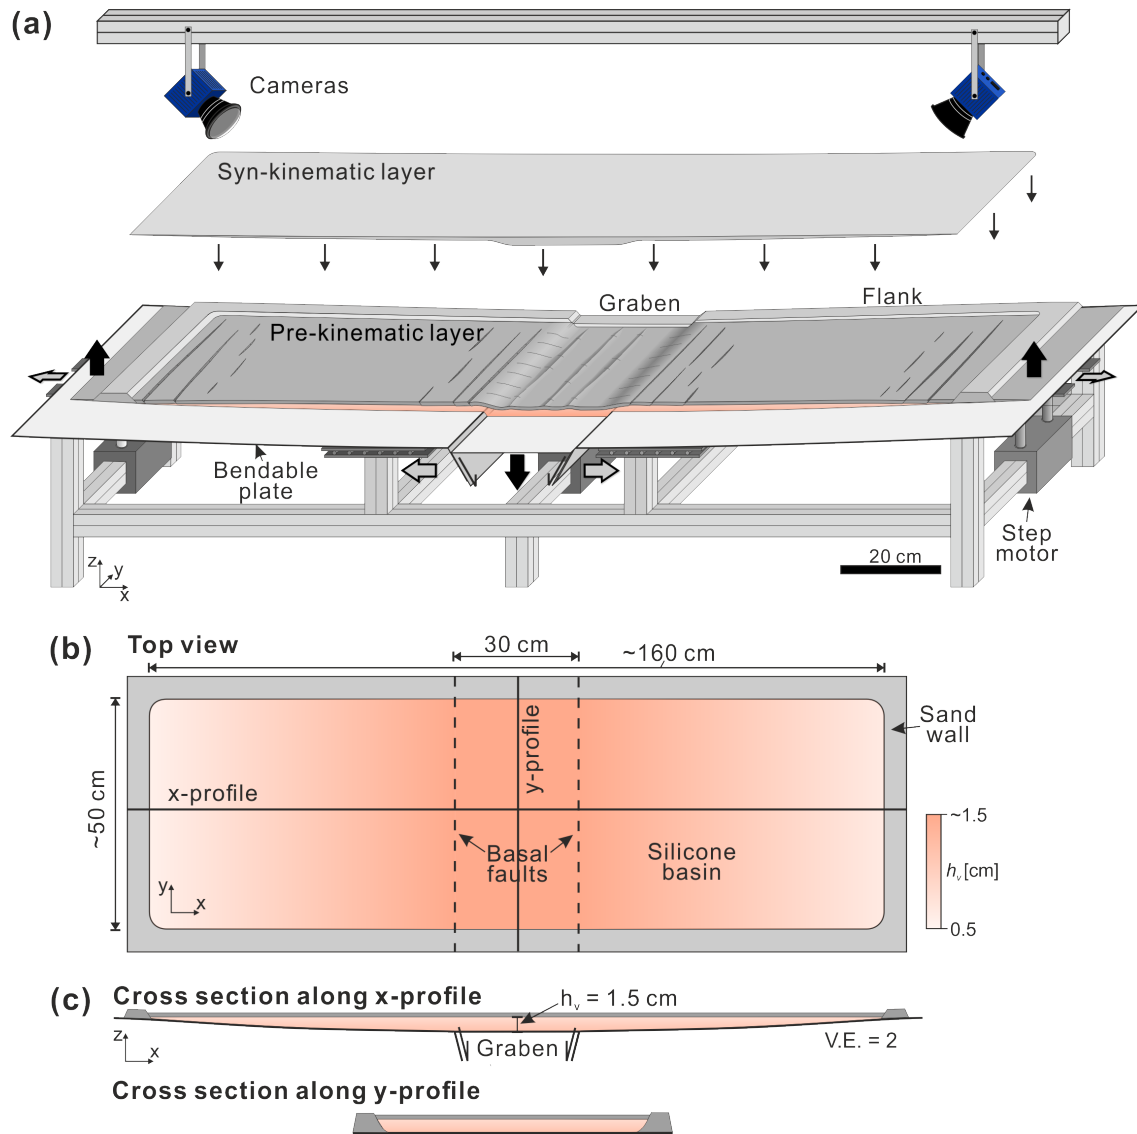 (a)
Cameras
Syn-kinematic layer
Graben
Flank
Pre-kinematic layer
Bendable
plate
Step
motor
20 cm
z
y
x
(b)
Top view
30 cm
~160 cm
~50 cm
y-profile
x-profile
Sand
wall
Basal
faults
Silicone
basin
~1.5
hᵥ [cm]
0.5
y
x
(c)
Cross section along x-profile
hᵥ = 1.5 cm
z
x
Graben
V.E. = 2
Cross section along y-profile